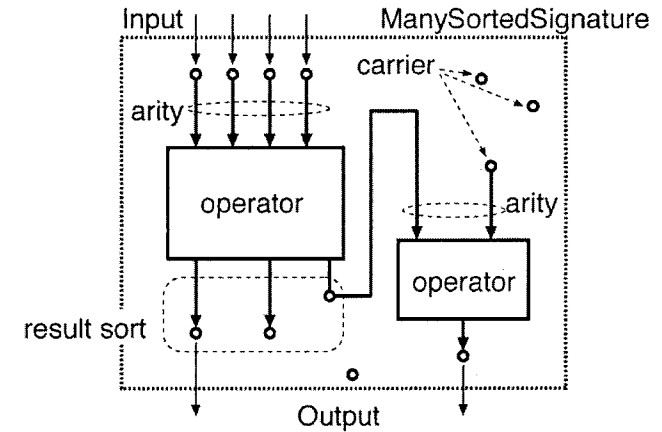 Input
ManySortedSignature
carrier
arity
operator
arity
operator
result sort
Output